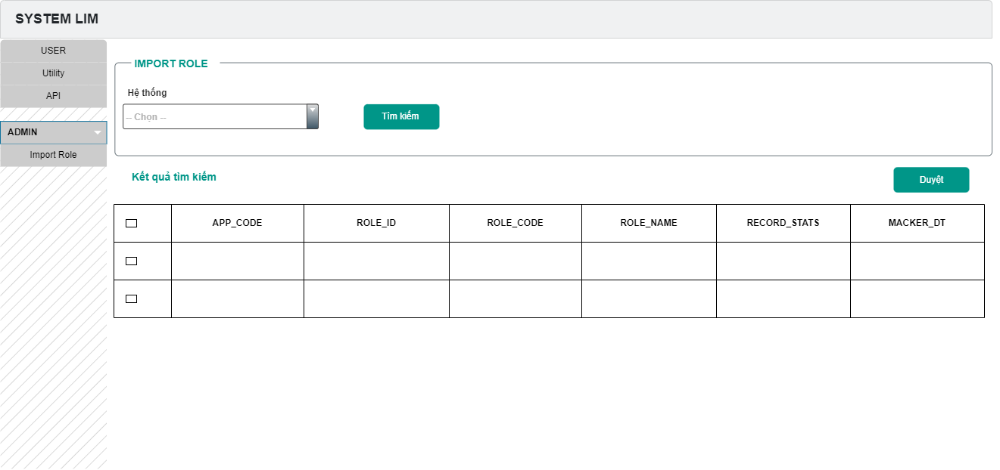 SYSTEM LIM
USER
Utility
API
ADMIN
Import Role
IMPORT ROLE
Hệ thống
-- Chọn --
Tìm kiếm
Kết quả tìm kiếm
Duyệt
APP_CODE ROLE_ID ROLE_CODE ROLE_NAME RECORD_STATS MACKER_DT